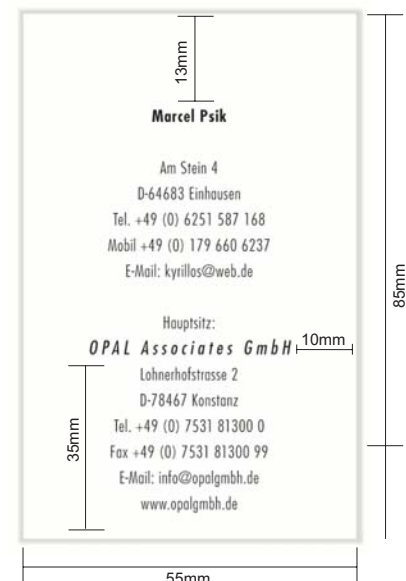 13mm
Marcel Psik
Am Stein 4
D-64683 Einhausen
Tel. +49 (0) 6251 587 168
Mobil +49 (0) 179 660 6237
E-Mail: kyrillos@web.de
85mm
Hauptsitz:
OPAL Associates GmbH
10mm
Lohnerhofstrasse 2
D-78467 Konstanz
Tel. +49 (0) 7531 81300 0
35mm
Fax +49 (0) 7531 81300 99
E-Mail: info@opalgmbh.de
www.opalgmbh.de
55mm